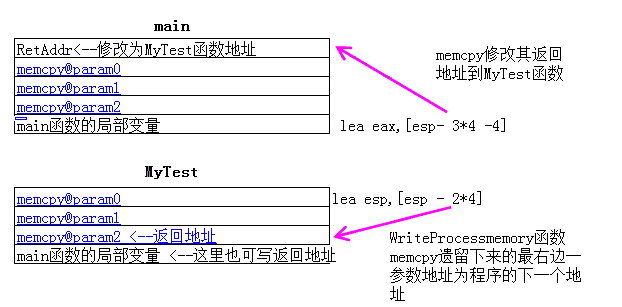 main
RetAddr<--修改为MyTest函数地址
memcpy@param0
memcpy@param1
memcpy@param2
main函数的局部变量
memcpy修改其返回
地址到MyTest函数
lea eax,[esp- 3*4 -4]
MyTest
memcpy@param0
memcpy@param1
memcpy@param2 <--返回地址
main函数的局部变量 <--这里也可写返回地址
lea esp,[esp - 2*4]
WriteProcessmemory函数
memcpy遗留下来的最右边一
参数地址为程序的下一个地
址